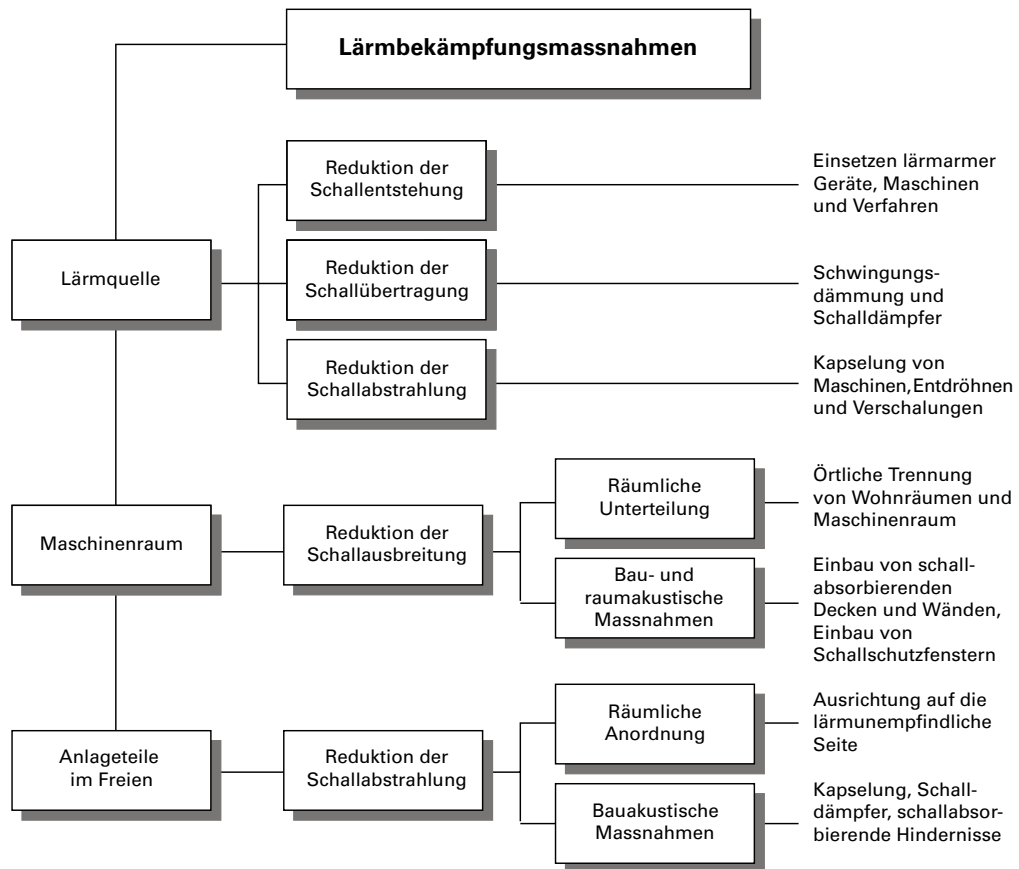 Lärmbekämpfungsmassnahmen
Lärmquelle
Reduktion der
Schallentstehung
Einsetzen lärmarmer
Geräte, Maschinen
und Verfahren
Reduktion der
Schallübertragung
Schwingungs-
dämmung und
Schalldämpfer
Reduktion der
Schallabstrahlung
Kapselung von
Maschinen,Entdröhnen
und Verschalungen
Maschinenraum
Reduktion der
Schallausbreitung
Räumliche
Unterteilung
Örtliche Trennung
von Wohnräumen und
Maschinenraum
Bau- und
raumakustische
Massnahmen
Einbau von schall-
absorbierenden
Decken und Wänden,
Einbau von
Schallschutzfenstern
Anlageteile
im Freien
Reduktion der
Schallabstrahlung
Räumliche
Anordnung
Ausrichtung auf die
lärmunempfindliche
Seite
Bauakustische
Massnahmen
Kapselung, Schall-
dämpfer, schallabsor-
bierende Hindernisse